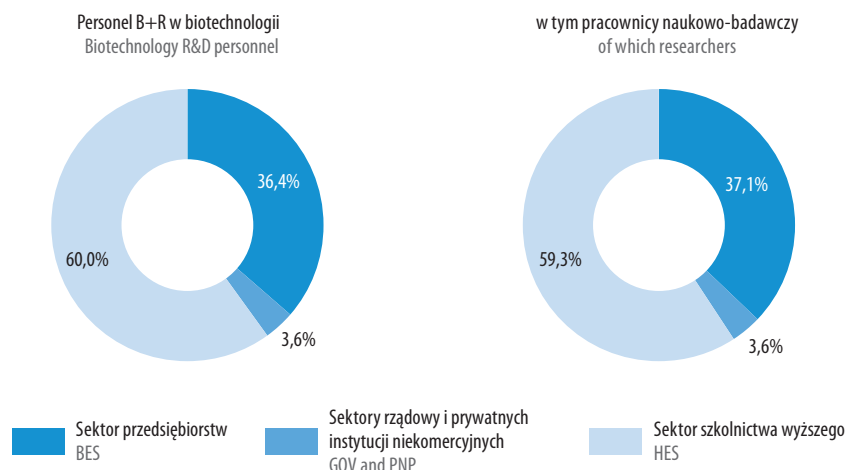 Personel B+R w biotechnologii
Biotechnology R&D personnel
w tym pracownicy naukowo-badawczy
of which researchers
36,4%
60,0%
3,6%
37,1%
59,3%
3,6%
Sektor przedsiębiorstw
BES
Sektory rządowy i prywatnych
instytucji niekomercyjnych
GOV and PNP
Sektor szkolnictwa wyższego
HES